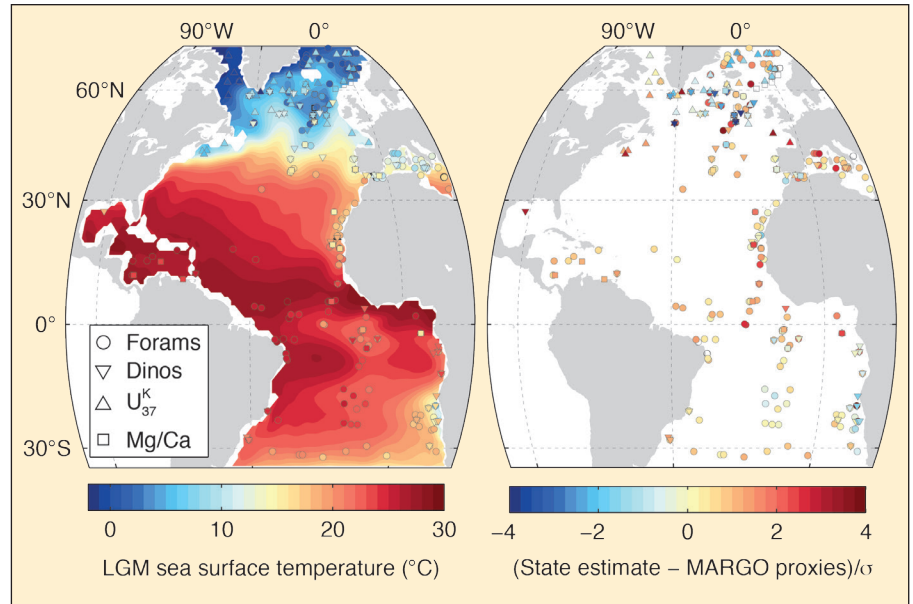 90°W 0° 90°W 0°
60°N
30°N
0°
30°S
Forams
Dinos
U^K_37
Mg/Ca
0 10 20 30
LGM sea surface temperature (°C)
−4 −2 0 2 4
(State estimate − MARGO proxies)/σ